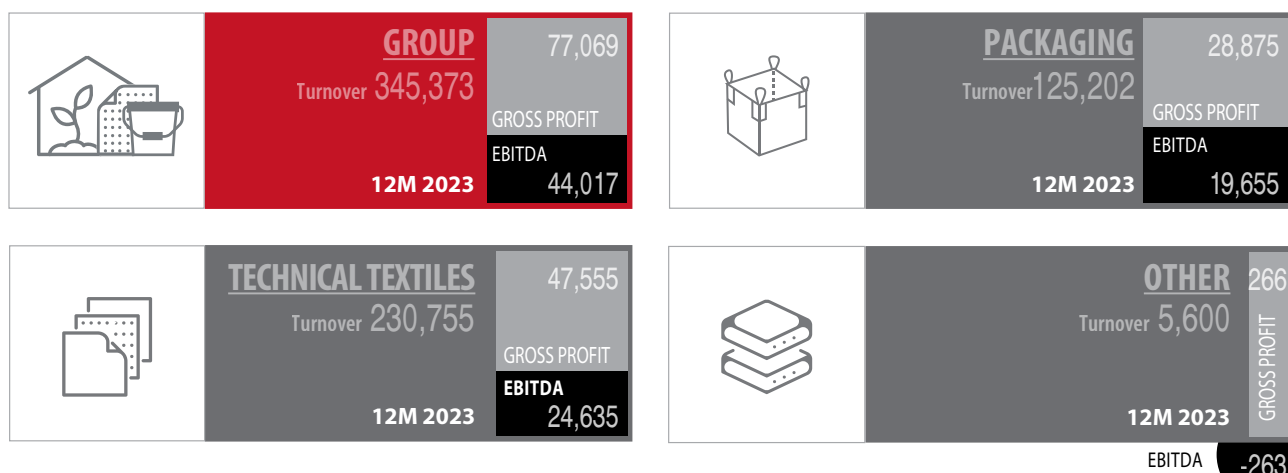 GROUP
Turnover 345,373
12M 2023
77,069
GROSS PROFIT
EBITDA
44,017
PACKAGING
Turnover125,202
12M 2023
28,875
GROSS PROFIT
EBITDA
19,655
TECHNICAL TEXTILES
Turnover 230,755
12M 2023
47,555
GROSS PROFIT
EBITDA
24,635
OTHER
Turnover 5,600
12M 2023
266
GROSS PROFIT
EBITDA
-263